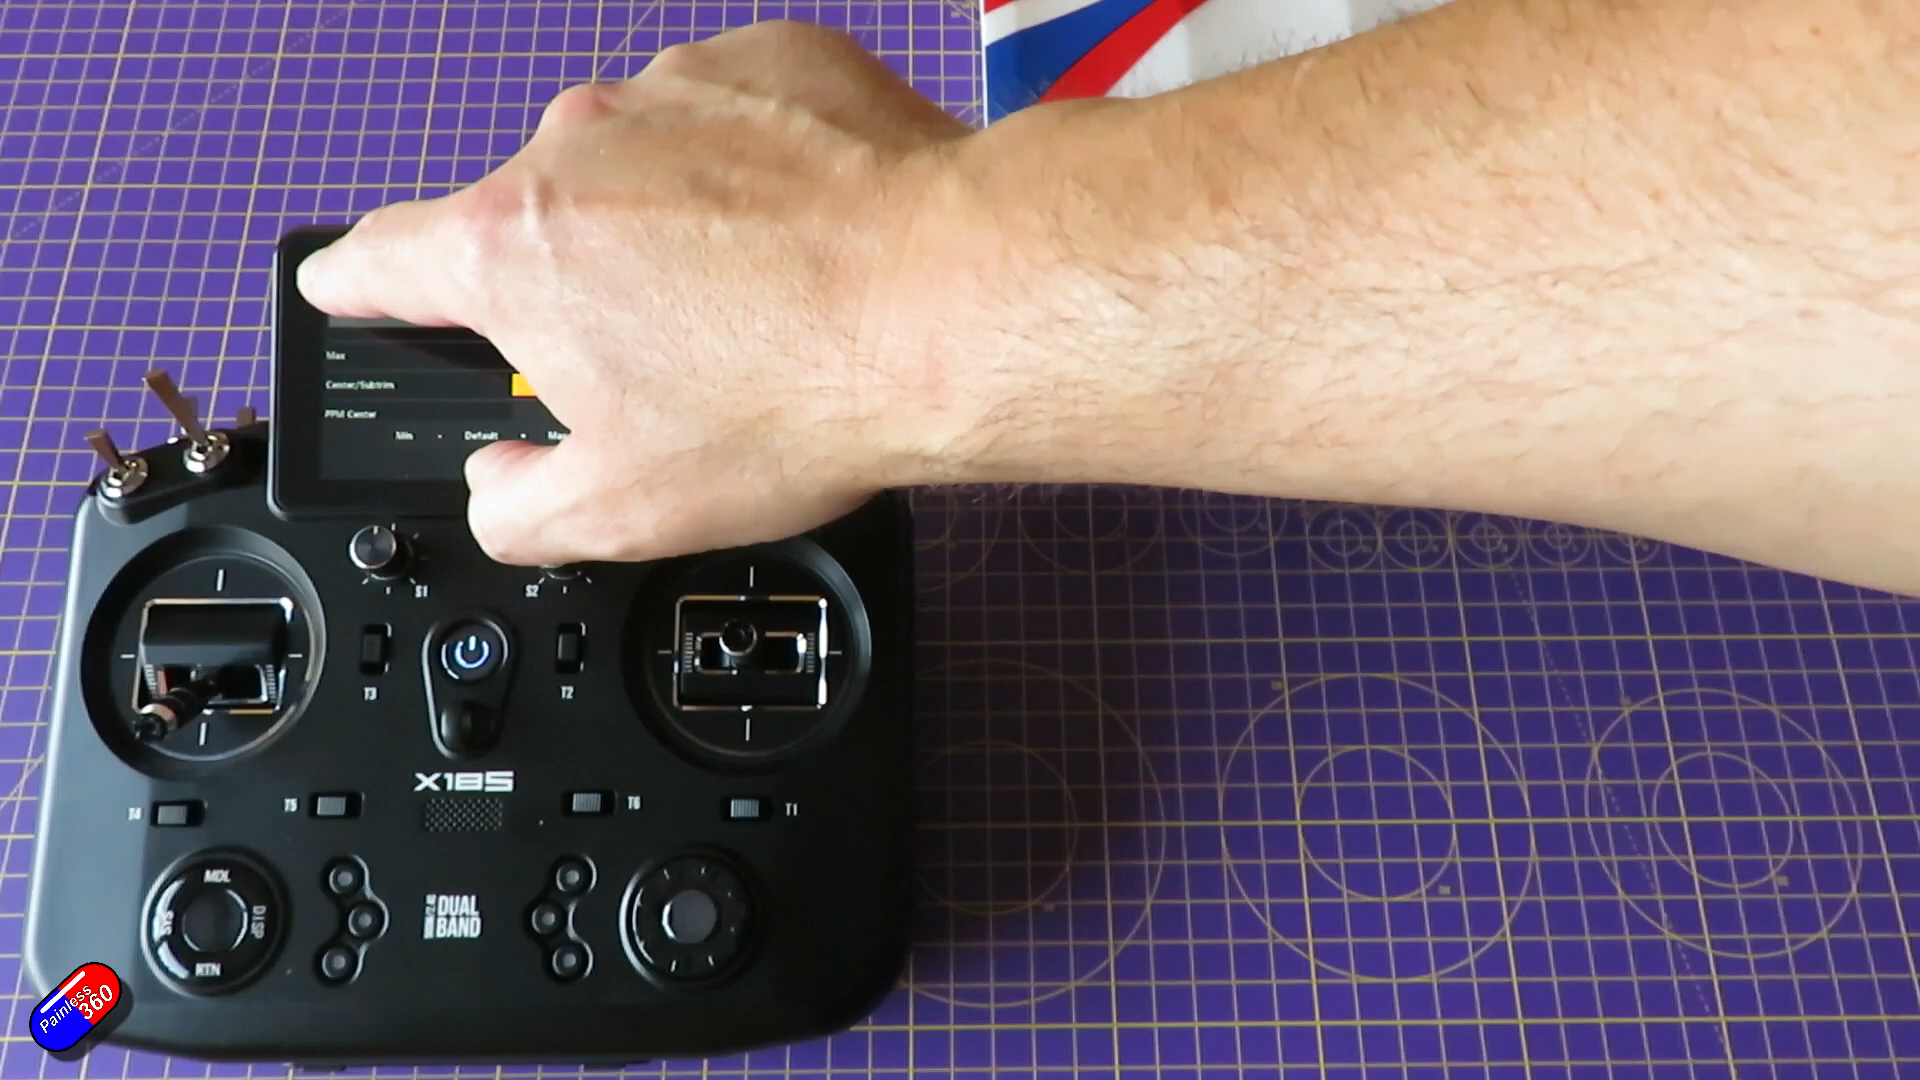 Max
Center/Subtrim
PPM Center
Min - Default
S1
S2
T3
T2
X18S
T4
T5
T6
T1
MDL
SYS
DISP
RTN
DUAL
BAND
Painless
360